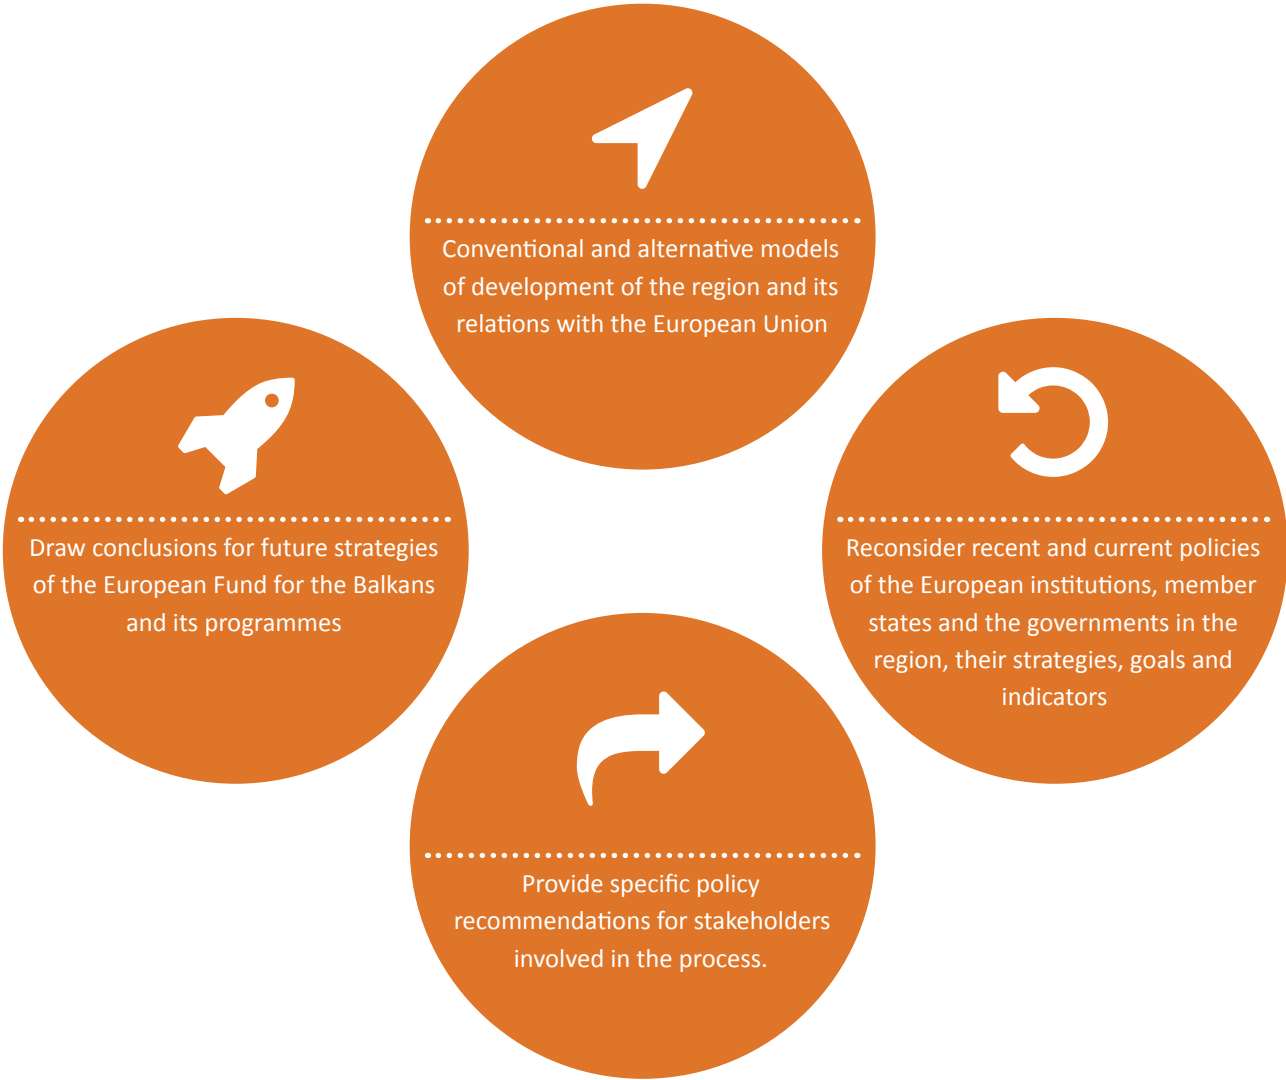 Conventional and alternative models
of development of the region and its
relations with the European Union
Draw conclusions for future strategies
of the European Fund for the Balkans
and its programmes
Reconsider recent and current policies
of the European institutions, member
states and the governments in the
region, their strategies, goals and
indicators
Provide specific policy
recommendations for stakeholders
involved in the process.